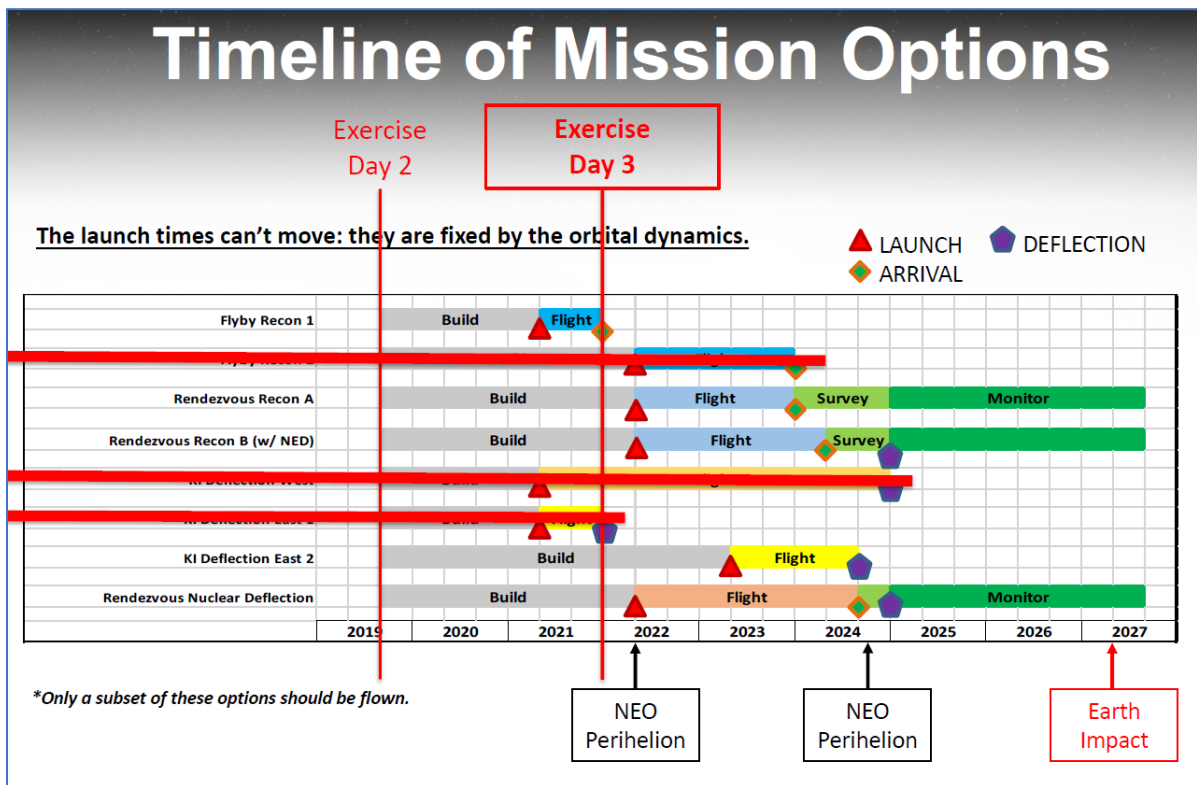 Timeline of Mission Options
Exercise
Day 2
Exercise
Day 3
The launch times can't move: they are fixed by the orbital dynamics.
LAUNCH
DEFLECTION
ARRIVAL
Flyby Recon 1
Build
Flight
Rendezvous Recon A
Build
Flight
Survey
Monitor
Rendezvous Recon B (w/ NED)
Build
Flight
Survey
KI Deflection East 2
Build
Flight
Rendezvous Nuclear Deflection
Build
Flight
Monitor
2019 2020 2021 2022 2023 2024 2025 2026 2027
*Only a subset of these options should be flown.
NEO
Perihelion
NEO
Perihelion
Earth
Impact